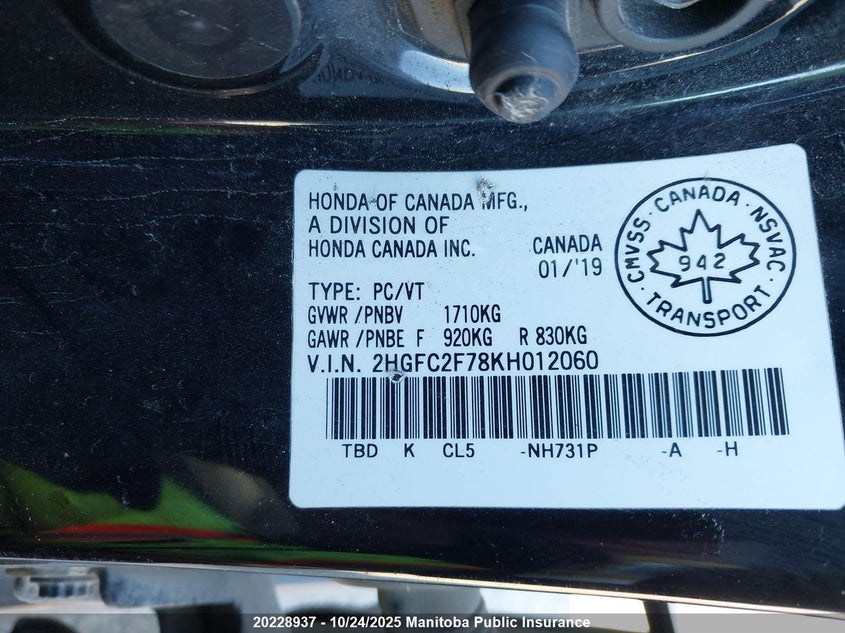 HONDA OF CANADA MFG.,
A DIVISION OF
HONDA CANADA INC.
CANADA
01/'19
TYPE: PC/VT
GVWR/PNBV 1710KG
GAWR/PNBE F 920KG R 830KG
V.I.N. 2HGFC2F78KH012060
TBD K CL5 -NH731P -A -H
CMVSS · CANADA · NSVAC
942
TRANSPORT
20228937 - 10/24/2025 Manitoba Public Insurance